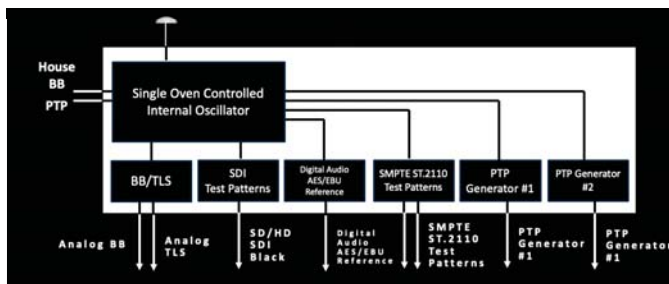 House
BB
PTP
Single Oven Controlled
Internal Oscillator
BB/TLS
SDI
Test Patterns
Digital Audio
AES/EBU
Reference
SMPTE ST.2110
Test Patterns
PTP
Generator #1
PTP Generator
#2
Analog BB
Analog
TLS
SD/HD
SDI
Black
Digital
Audio
AES/EBU
Reference
SMPTE
ST.2110
Test
Patterns
PTP
Generator
#1
PTP
Generator
#1